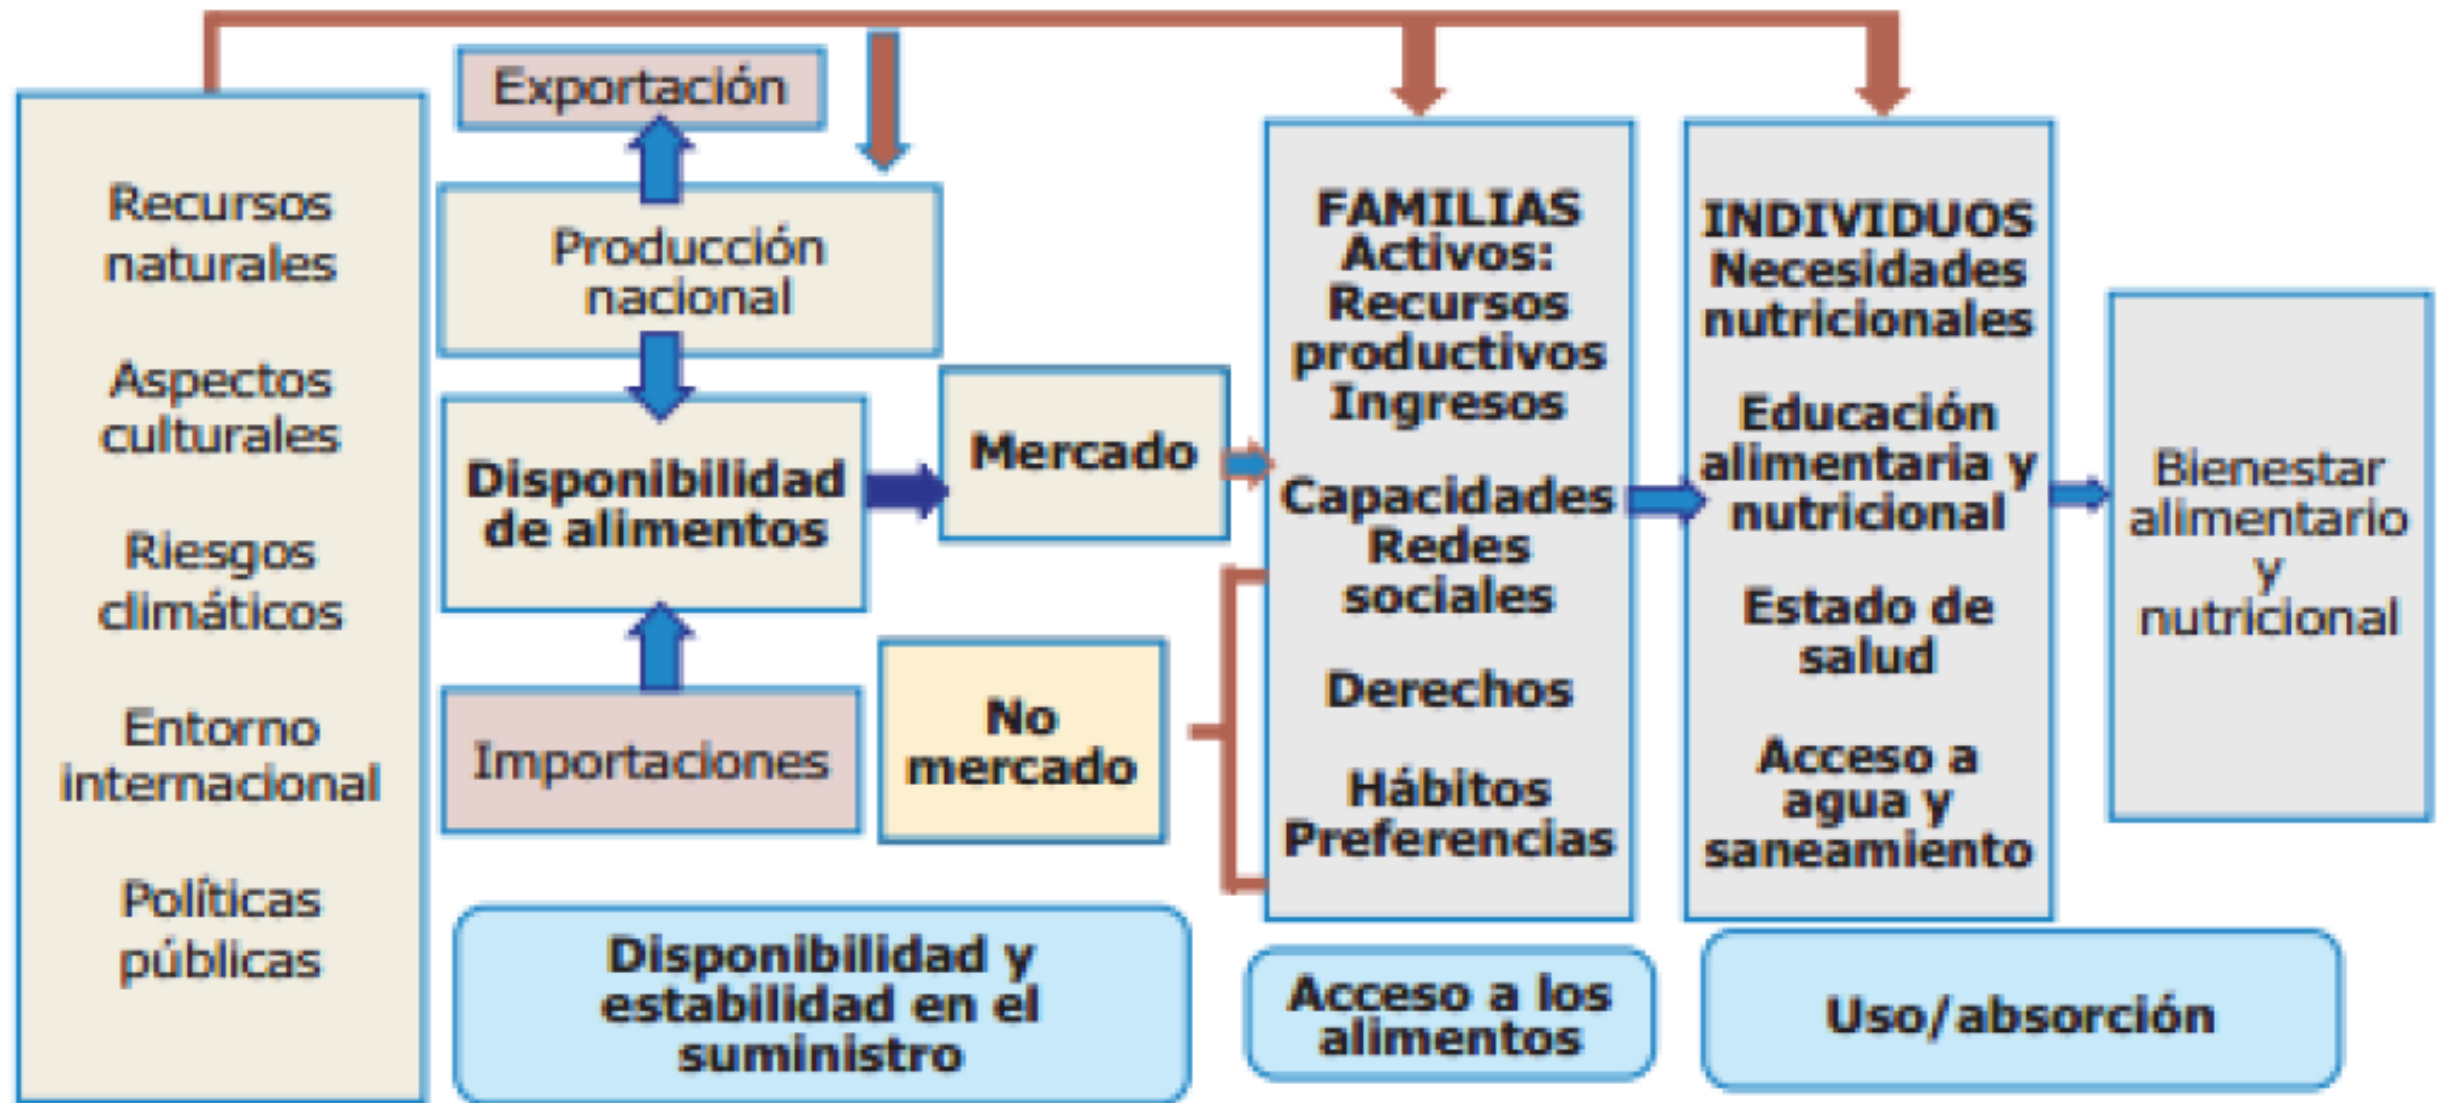 Recursos
naturales
Aspectos
culturales
Riesgos
climáticos
Entorno
internacional
Políticas
públicas
Exportación
Producción
nacional
Disponibilidad
de alimentos
Importaciones
Mercado
No
mercado
Disponibilidad y
estabilidad en el
suministro
FAMILIAS
Activos:
Recursos
productivos
Ingresos
Capacidades
Redes
sociales
Derechos
Hábitos
Preferencias
Acceso a los
alimentos
INDIVIDUOS
Necesidades
nutricionales
Educación
alimentaria y
nutricional
Estado de
salud
Acceso a
agua y
saneamiento
Uso/absorción
Bienestar
alimentario
y
nutricional